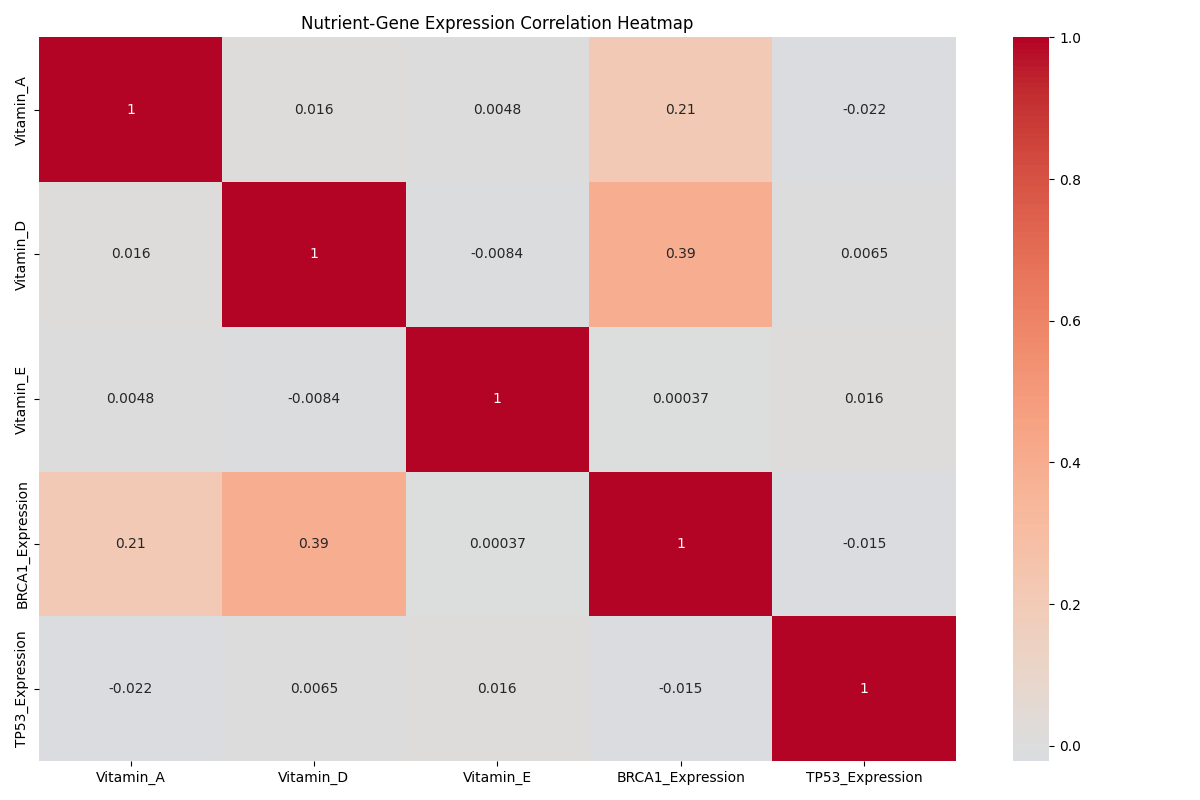 Nutrient-Gene Expression Correlation Heatmap
Vitamin_A
1
0.016
0.0048
0.21
-0.022
Vitamin_D
0.016
1
-0.0084
0.39
0.0065
Vitamin_E
0.0048
-0.0084
1
0.00037
0.016
BRCA1_Expression
0.21
0.39
0.00037
1
-0.015
TP53_Expression
-0.022
0.0065
0.016
-0.015
1
Vitamin_A
Vitamin_D
Vitamin_E
BRCA1_Expression
TP53_Expression
1.0
0.8
0.6
0.4
0.2
0.0